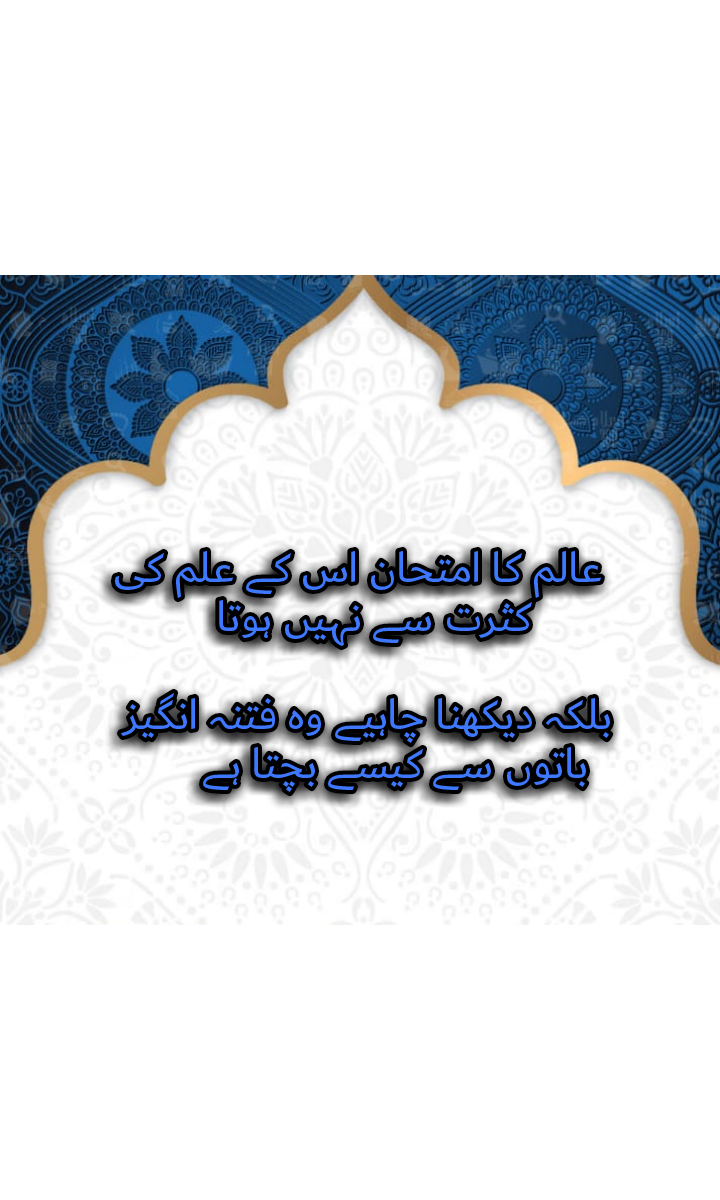 عالم کا امتحان اس کے علم کی
کثرت سے نہیں ہوتا
بلکہ دیکھنا چاہیے وہ فتنہ انگیز
باتوں سے کیسے بچتا ہے